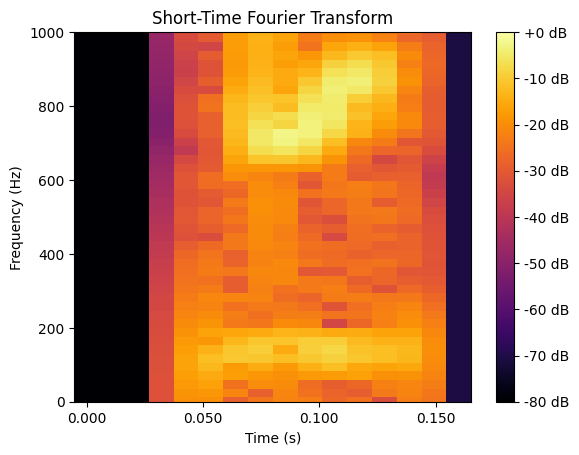 Short-Time Fourier Transform
1000
800
600
400
200
0
Frequency (Hz)
0.000
0.050
0.100
0.150
Time (s)
+0 dB
-10 dB
-20 dB
-30 dB
-40 dB
-50 dB
-60 dB
-70 dB
-80 dB